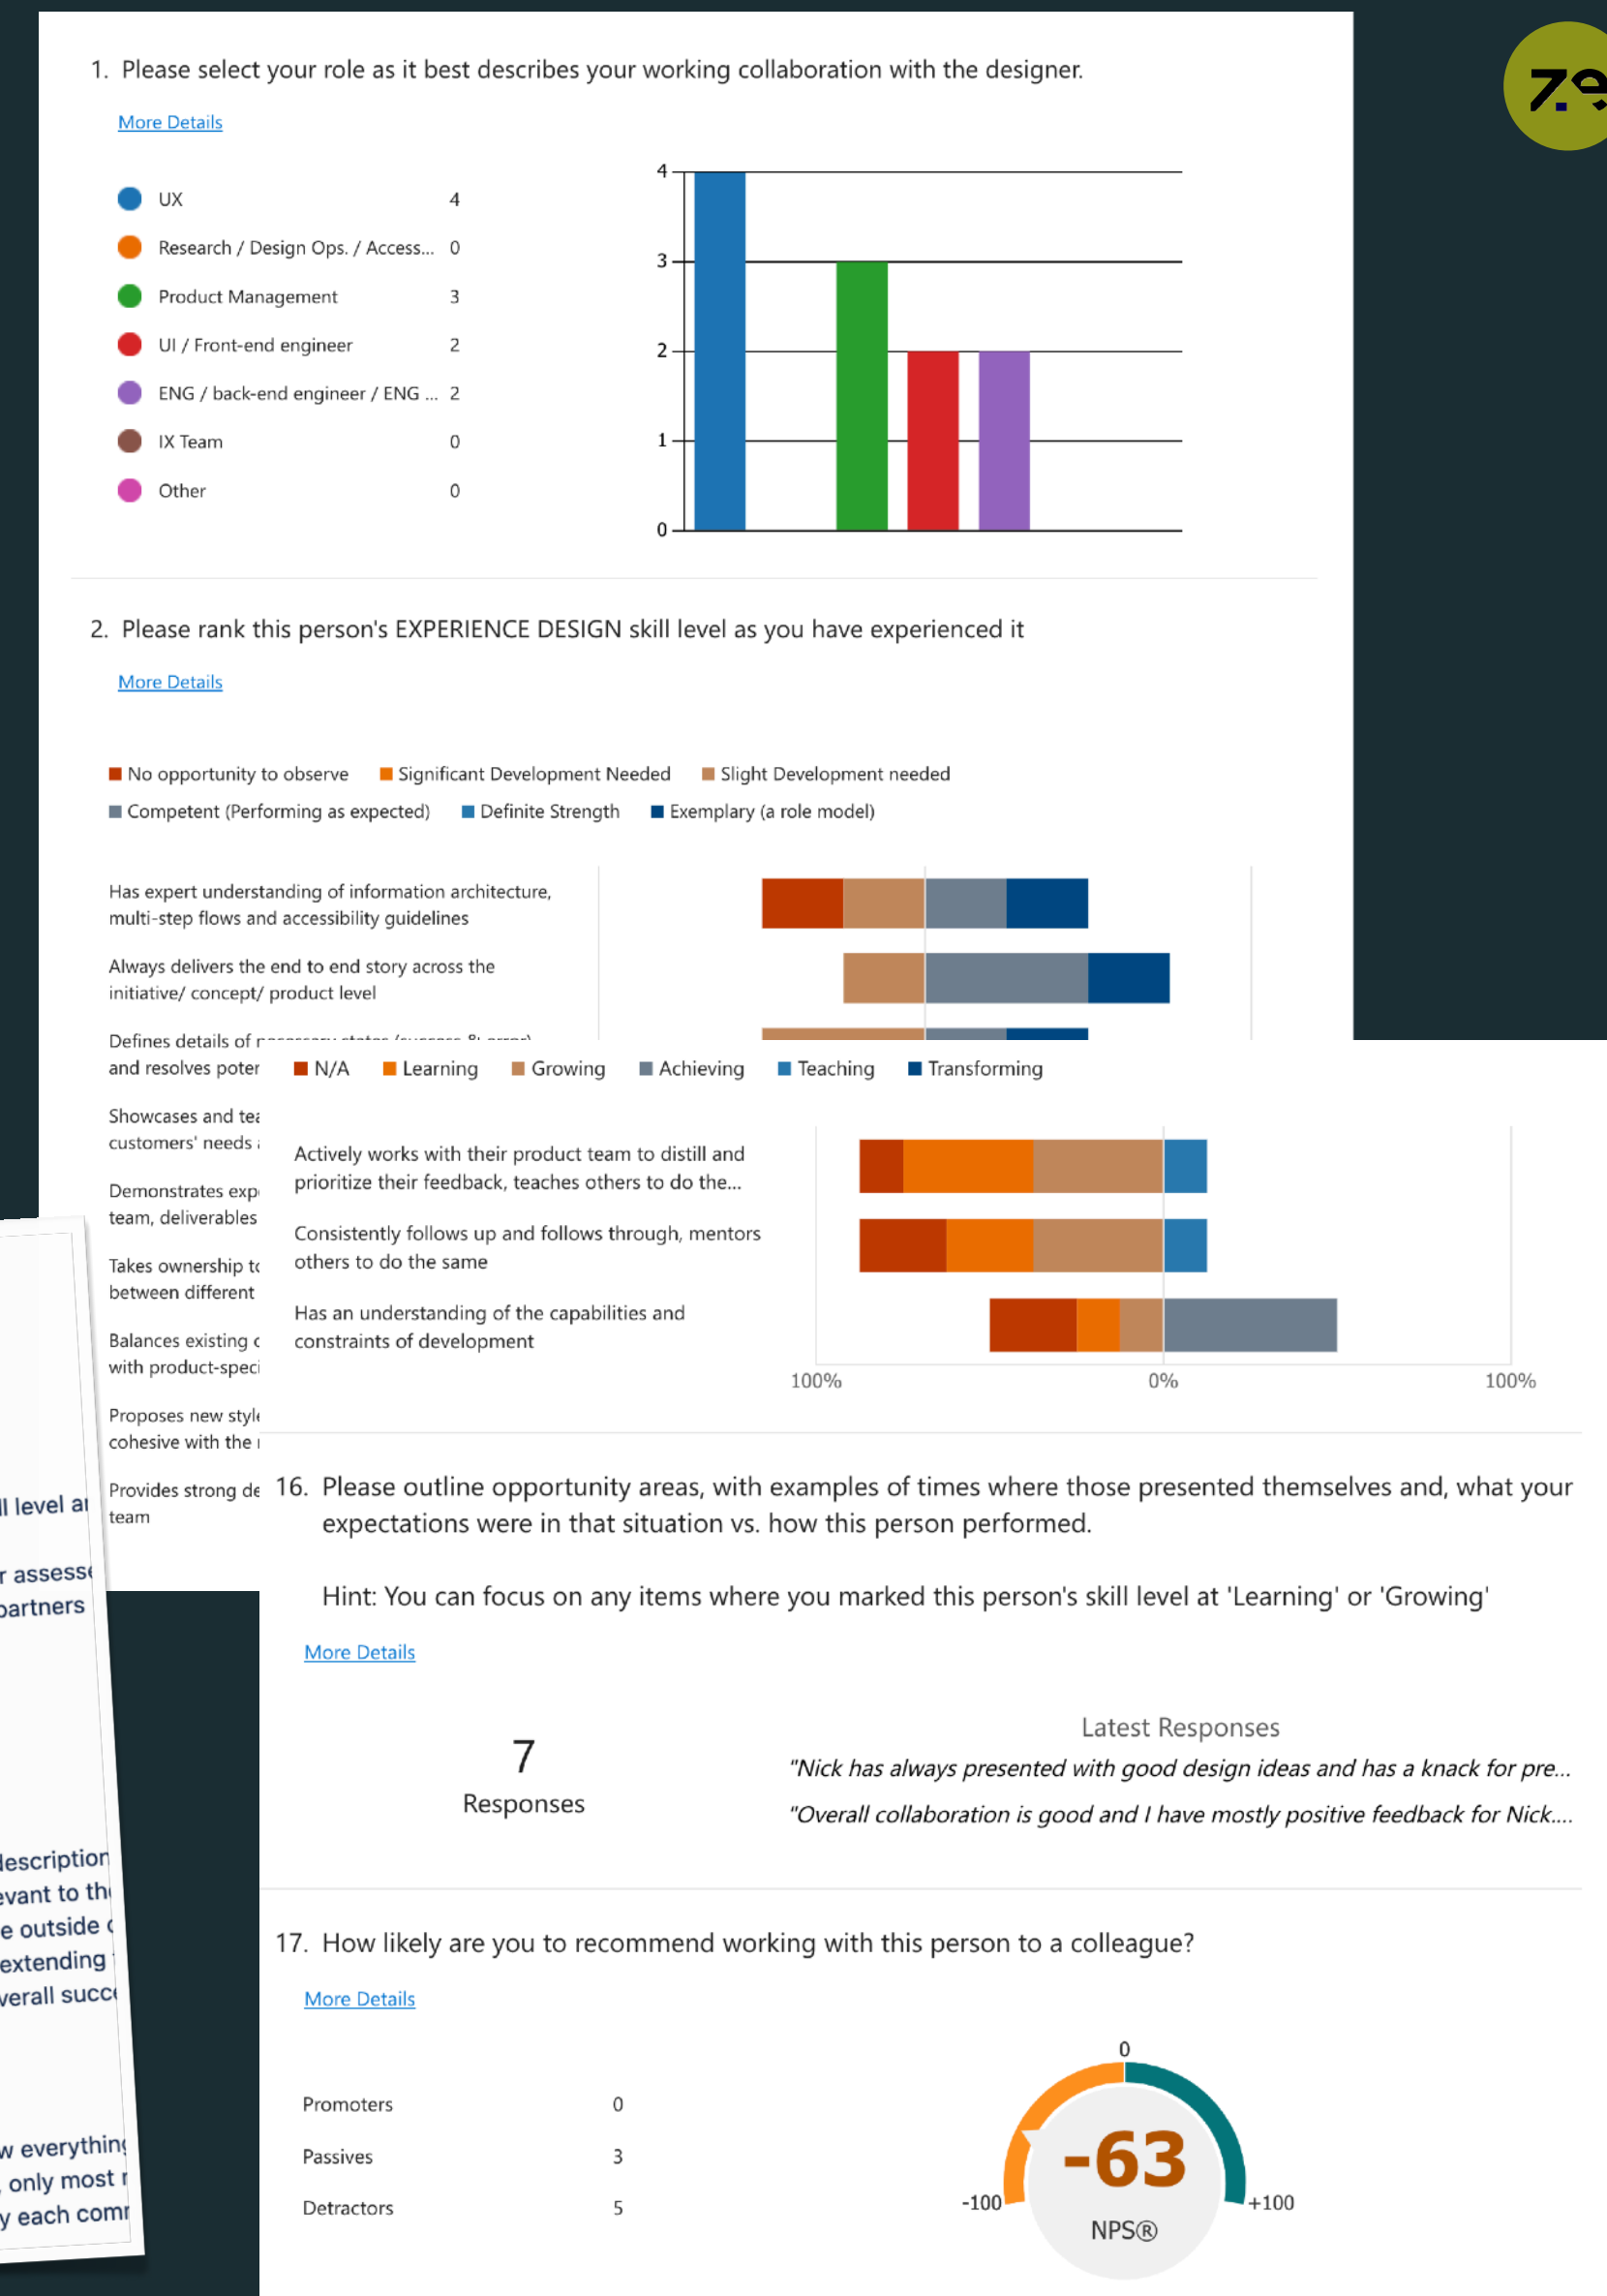 1. Please select your role as it best describes your working collaboration with the designer.
More Details
UX 4
Research / Design Ops. / Access... 0
Product Management 3
UI / Front-end engineer 2
ENG / back-end engineer / ENG ... 2
IX Team 0
Other 0
4
3
2
1
0
2. Please rank this person's EXPERIENCE DESIGN skill level as you have experienced it
More Details
No opportunity to observe Significant Development Needed Slight Development needed
Competent (Performing as expected) Definite Strength Exemplary (a role model)
Has expert understanding of information architecture,
multi-step flows and accessibility guidelines
Always delivers the end to end story across the
initiative/ concept/ product level
Defines details of
and resolves
Showcases and
customers' needs
Demonstrates
team, deliverables
Takes ownership
between different
Balances existing
with
Proposes new
cohesive with the
Provides strong
team
N/A Learning Growing Achieving Teaching Transforming
Actively works with their product team to distill and
prioritize their feedback, teaches others to do the...
Consistently follows up and follows through, mentors
others to do the same
Has an understanding of the capabilities and
constraints of development
100% 0% 100%
16. Please outline opportunity areas, with examples of times where those presented themselves and, what your
expectations were in that situation vs. how this person performed.
Hint: You can focus on any items where you marked this person's skill level at 'Learning' or 'Growing'
More Details
7
Responses
Latest Responses
"Nick has always presented with good design ideas and has a knack for pre...
"Overall collaboration is good and I have mostly positive feedback for Nick....
17. How likely are you to recommend working with this person to a colleague?
More Details
Promoters 0
Passives 3
Detractors 5
0
-63
-100 +100
NPS®
level
partners
description
to
outside
extending
only most
each